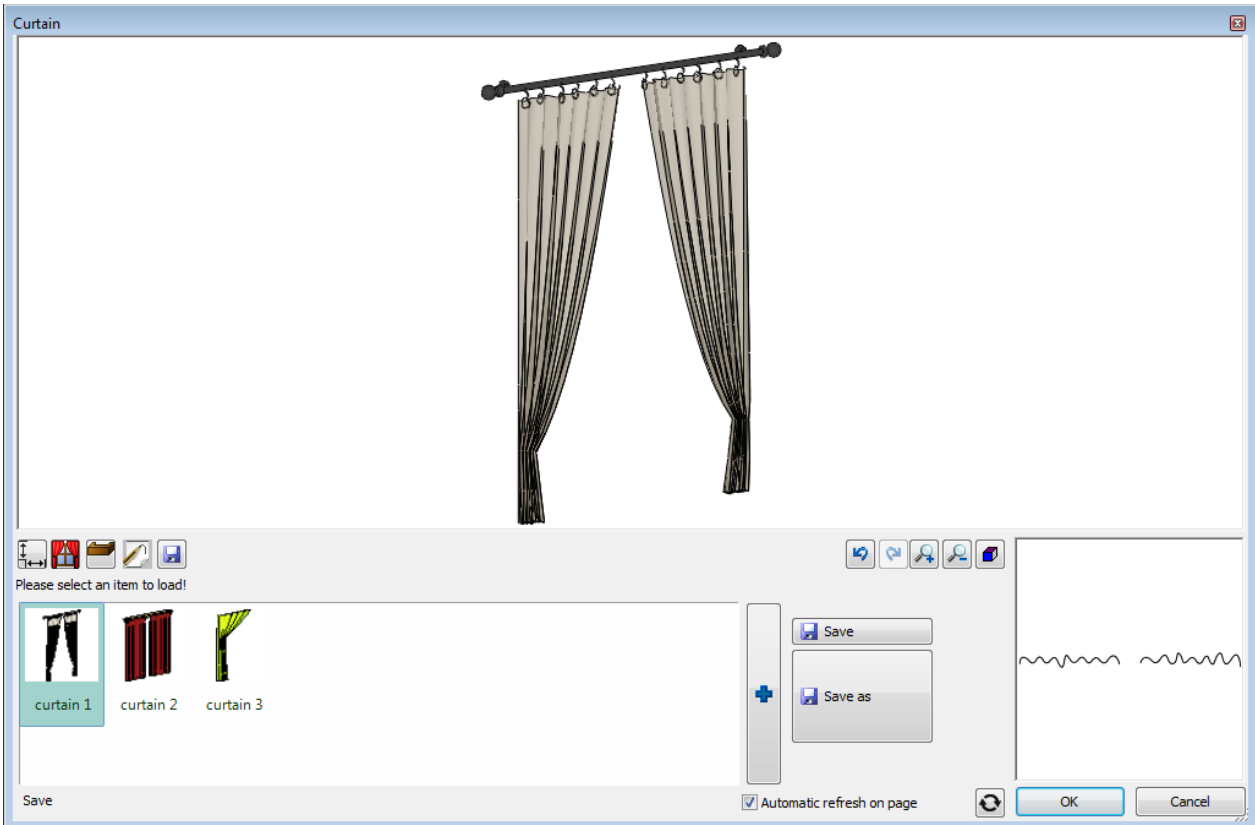 Curtain
Please select an item to load!
curtain 1
curtain 2
curtain 3
Save
Save as
Save
Automatic refresh on page
OK
Cancel